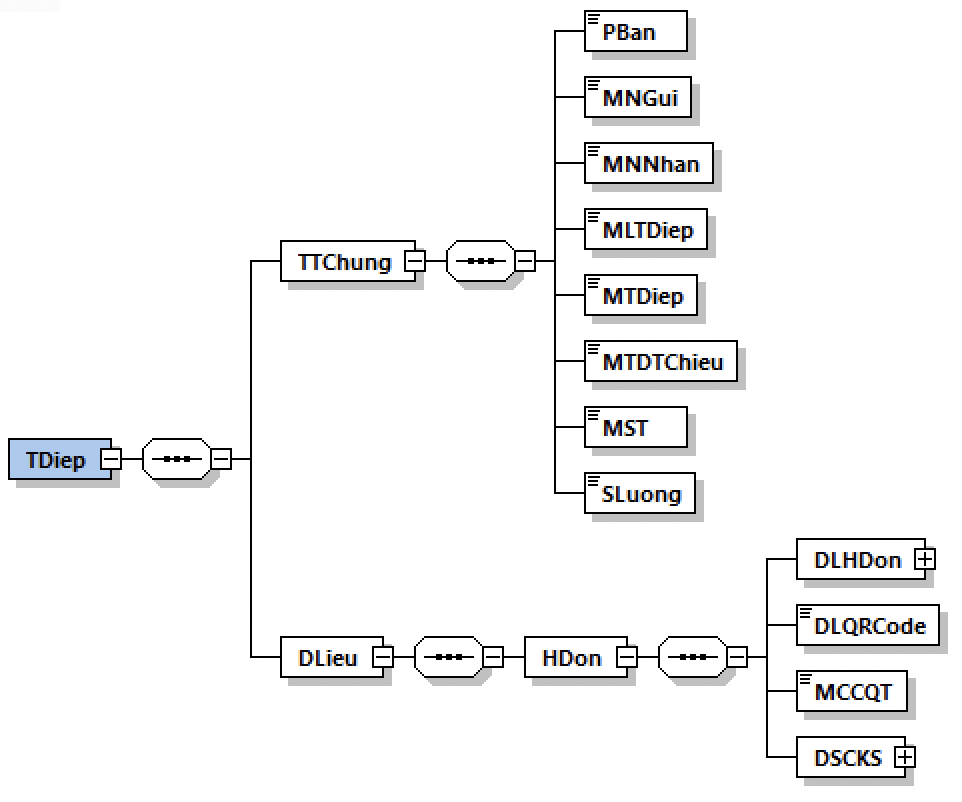 PBan
MNGui
MNNhan
MLTDiep
TTChung
MTDiep
MTDTChieu
MST
TDiep
SLuong
DLHDon
DLQRCode
DLieu
HDon
MCCQT
DSCKS